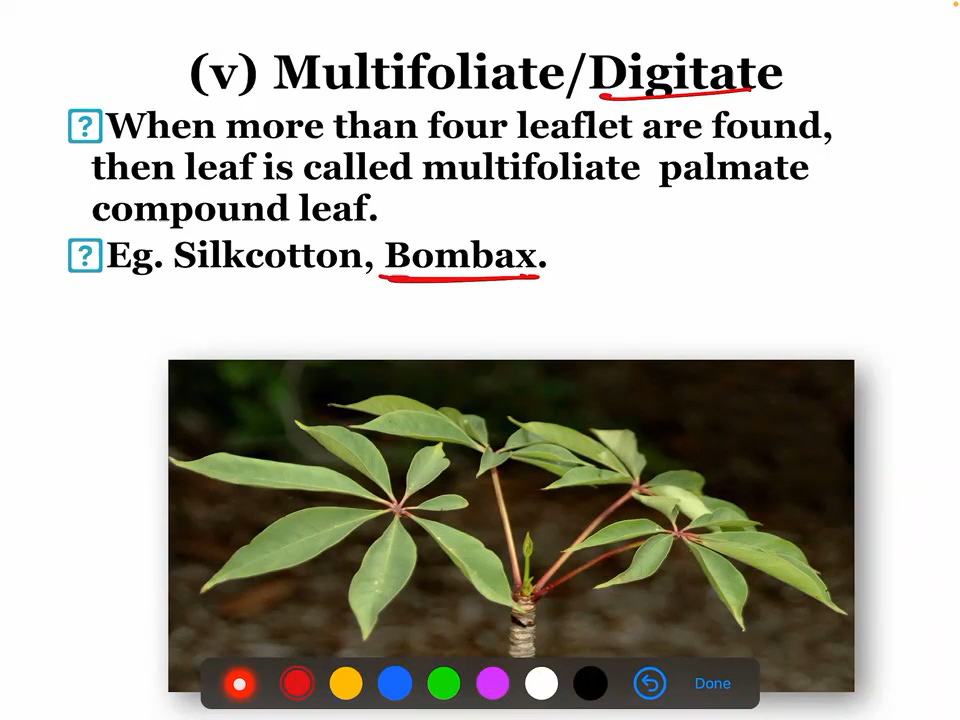 (v) Multifoliate/Digitate
When more than four leaflet are found,
then leaf is called multifoliate palmate
compound leaf.
Eg. Silkcotton, Bombax.
Done